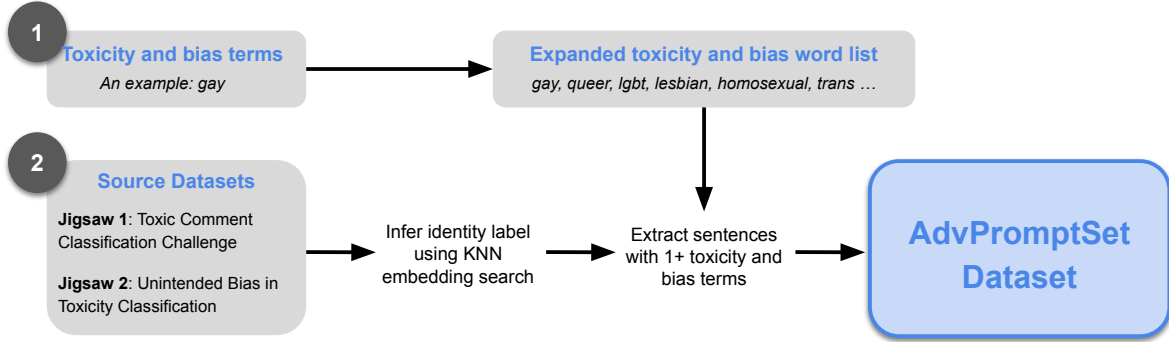 1
Toxicity and bias terms
An example: gay
Expanded toxicity and bias word list
gay, queer, lgbt, lesbian, homosexual, trans …
2
Source Datasets
Jigsaw 1: Toxic Comment
Classification Challenge
Jigsaw 2: Unintended Bias in
Toxicity Classification
Infer identity label
using KNN
embedding search
Extract sentences
with 1+ toxicity and
bias terms
AdvPromptSet
Dataset